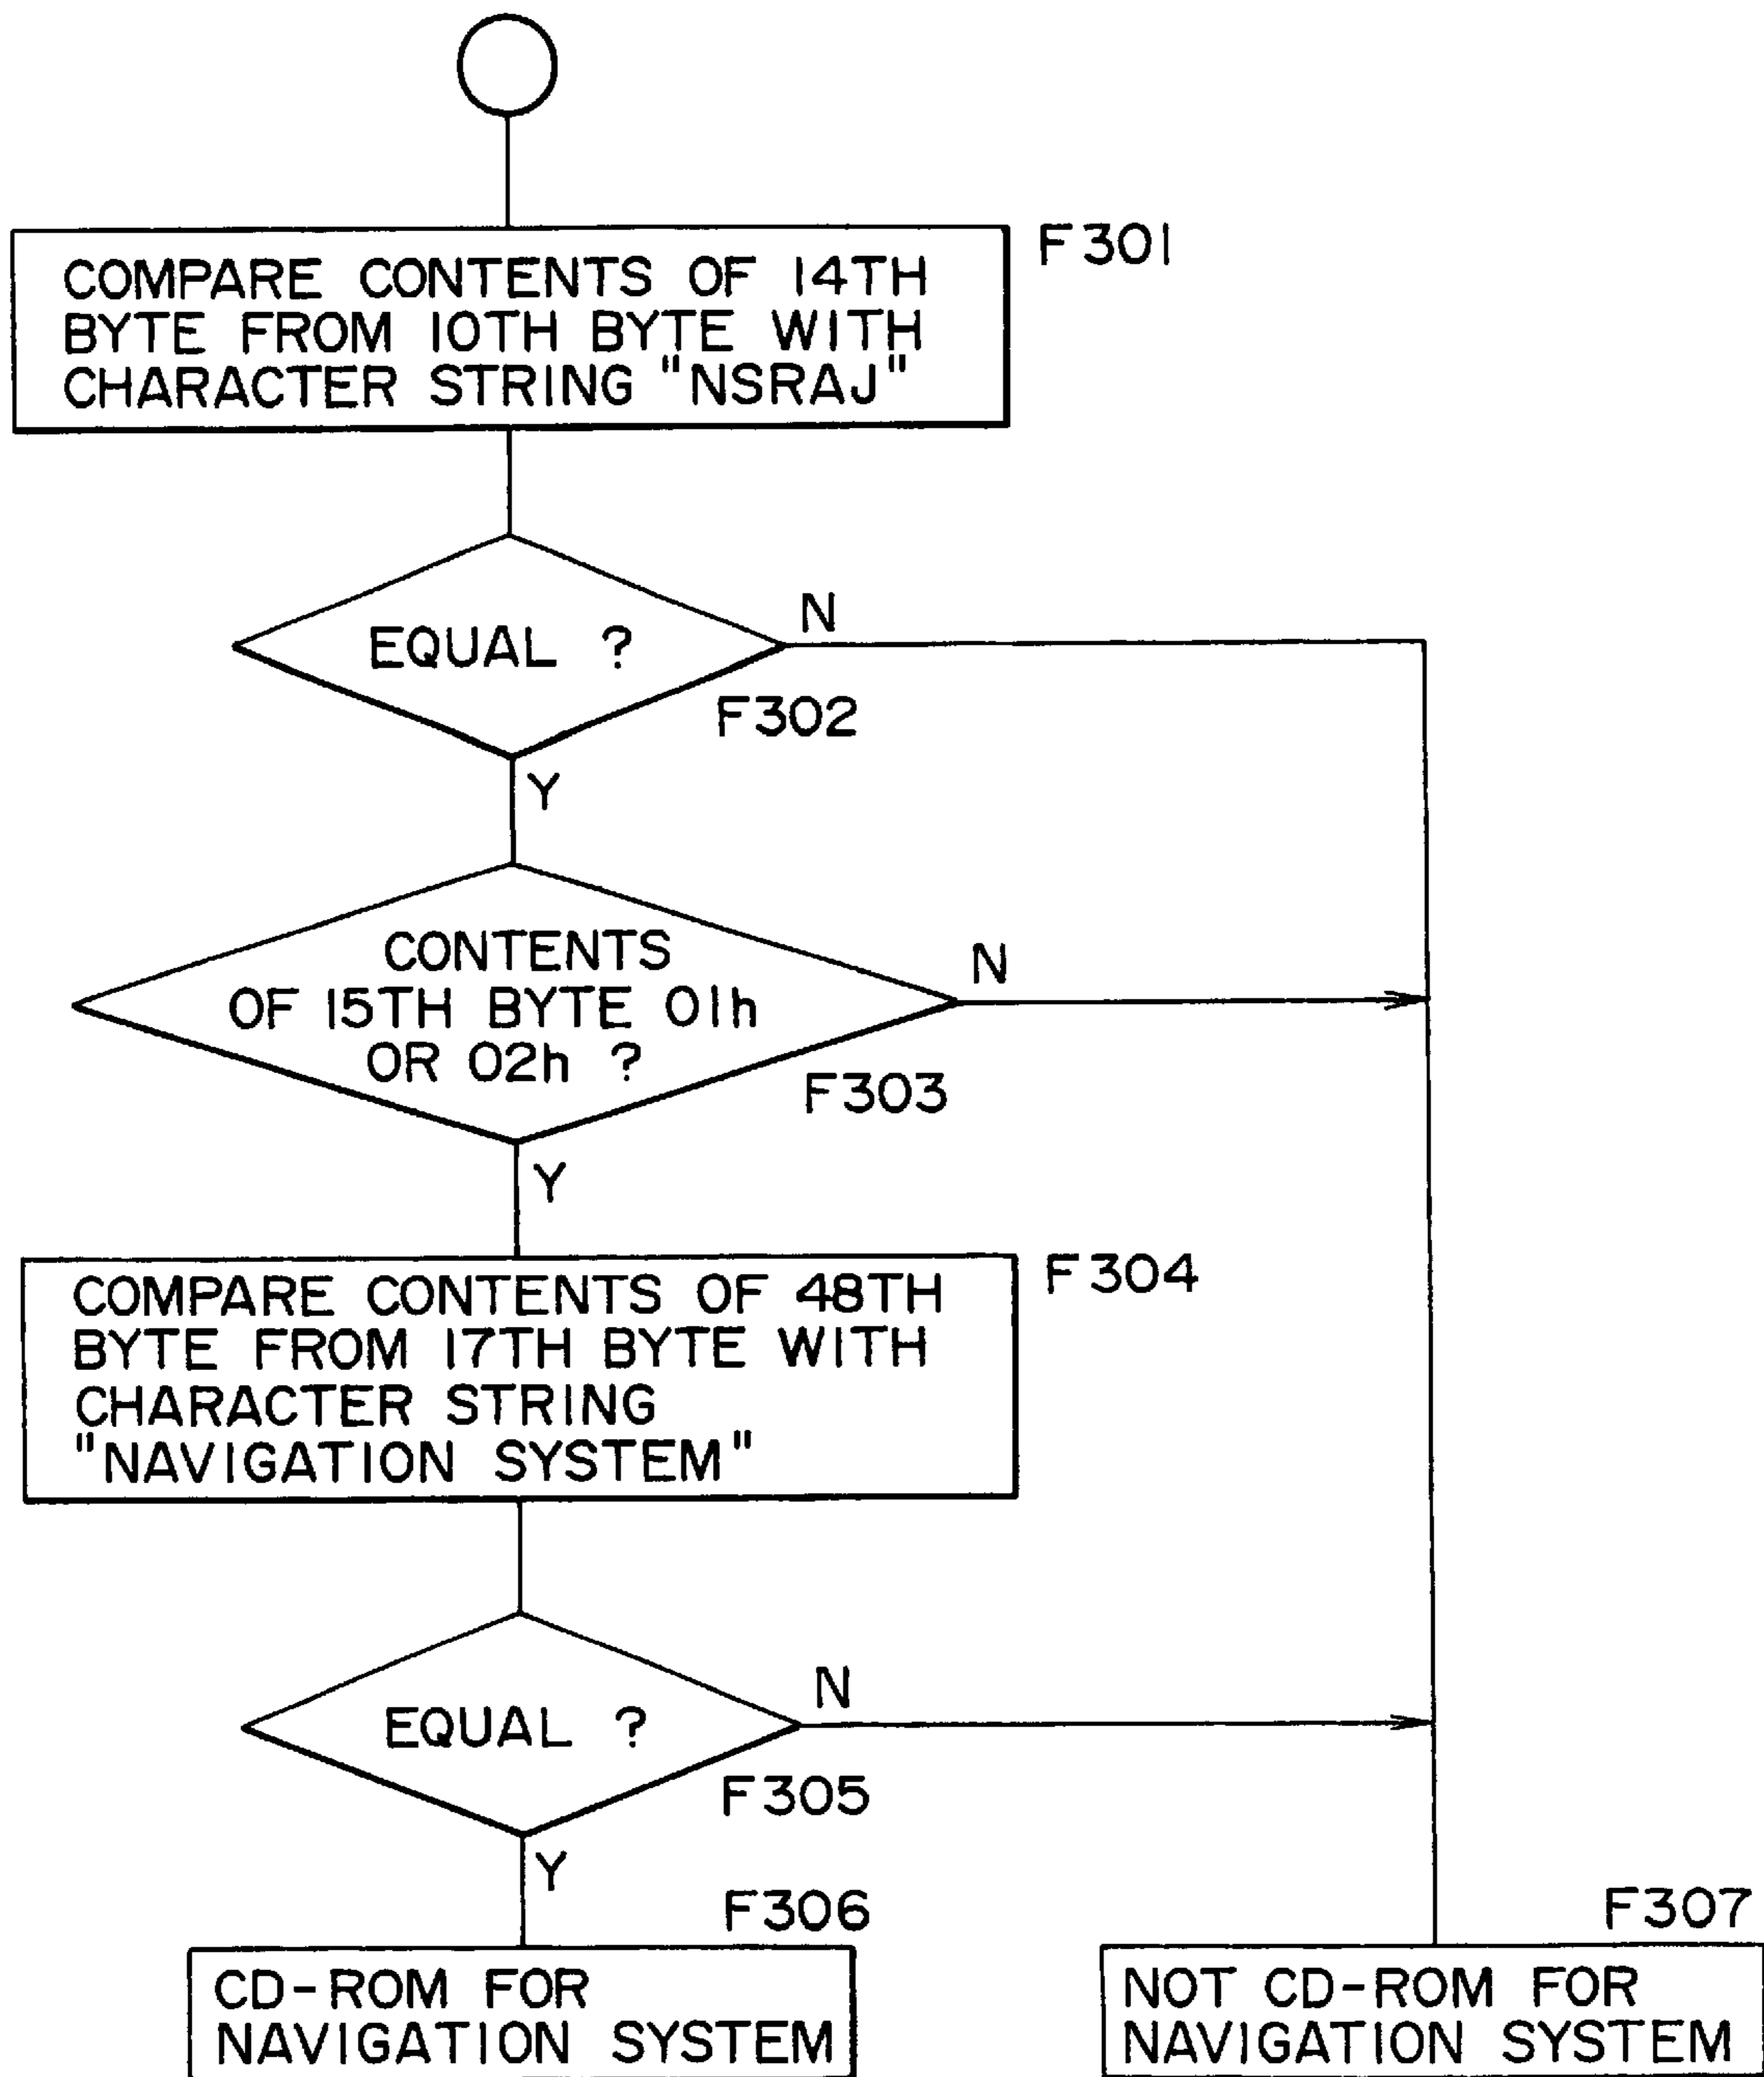 F301
COMPARE CONTENTS OF 14TH
BYTE FROM 10TH BYTE WITH
CHARACTER STRING "NSRAJ"
N
EQUAL ?
F302
Y
CONTENTS
OF 15TH BYTE 01h
OR 02h ?
N
F303
Y
F304
COMPARE CONTENTS OF 48TH
BYTE FROM 17TH BYTE WITH
CHARACTER STRING
"NAVIGATION SYSTEM"
N
EQUAL ?
F305
Y
F306
CD-ROM FOR
NAVIGATION SYSTEM
F307
NOT CD-ROM FOR
NAVIGATION SYSTEM